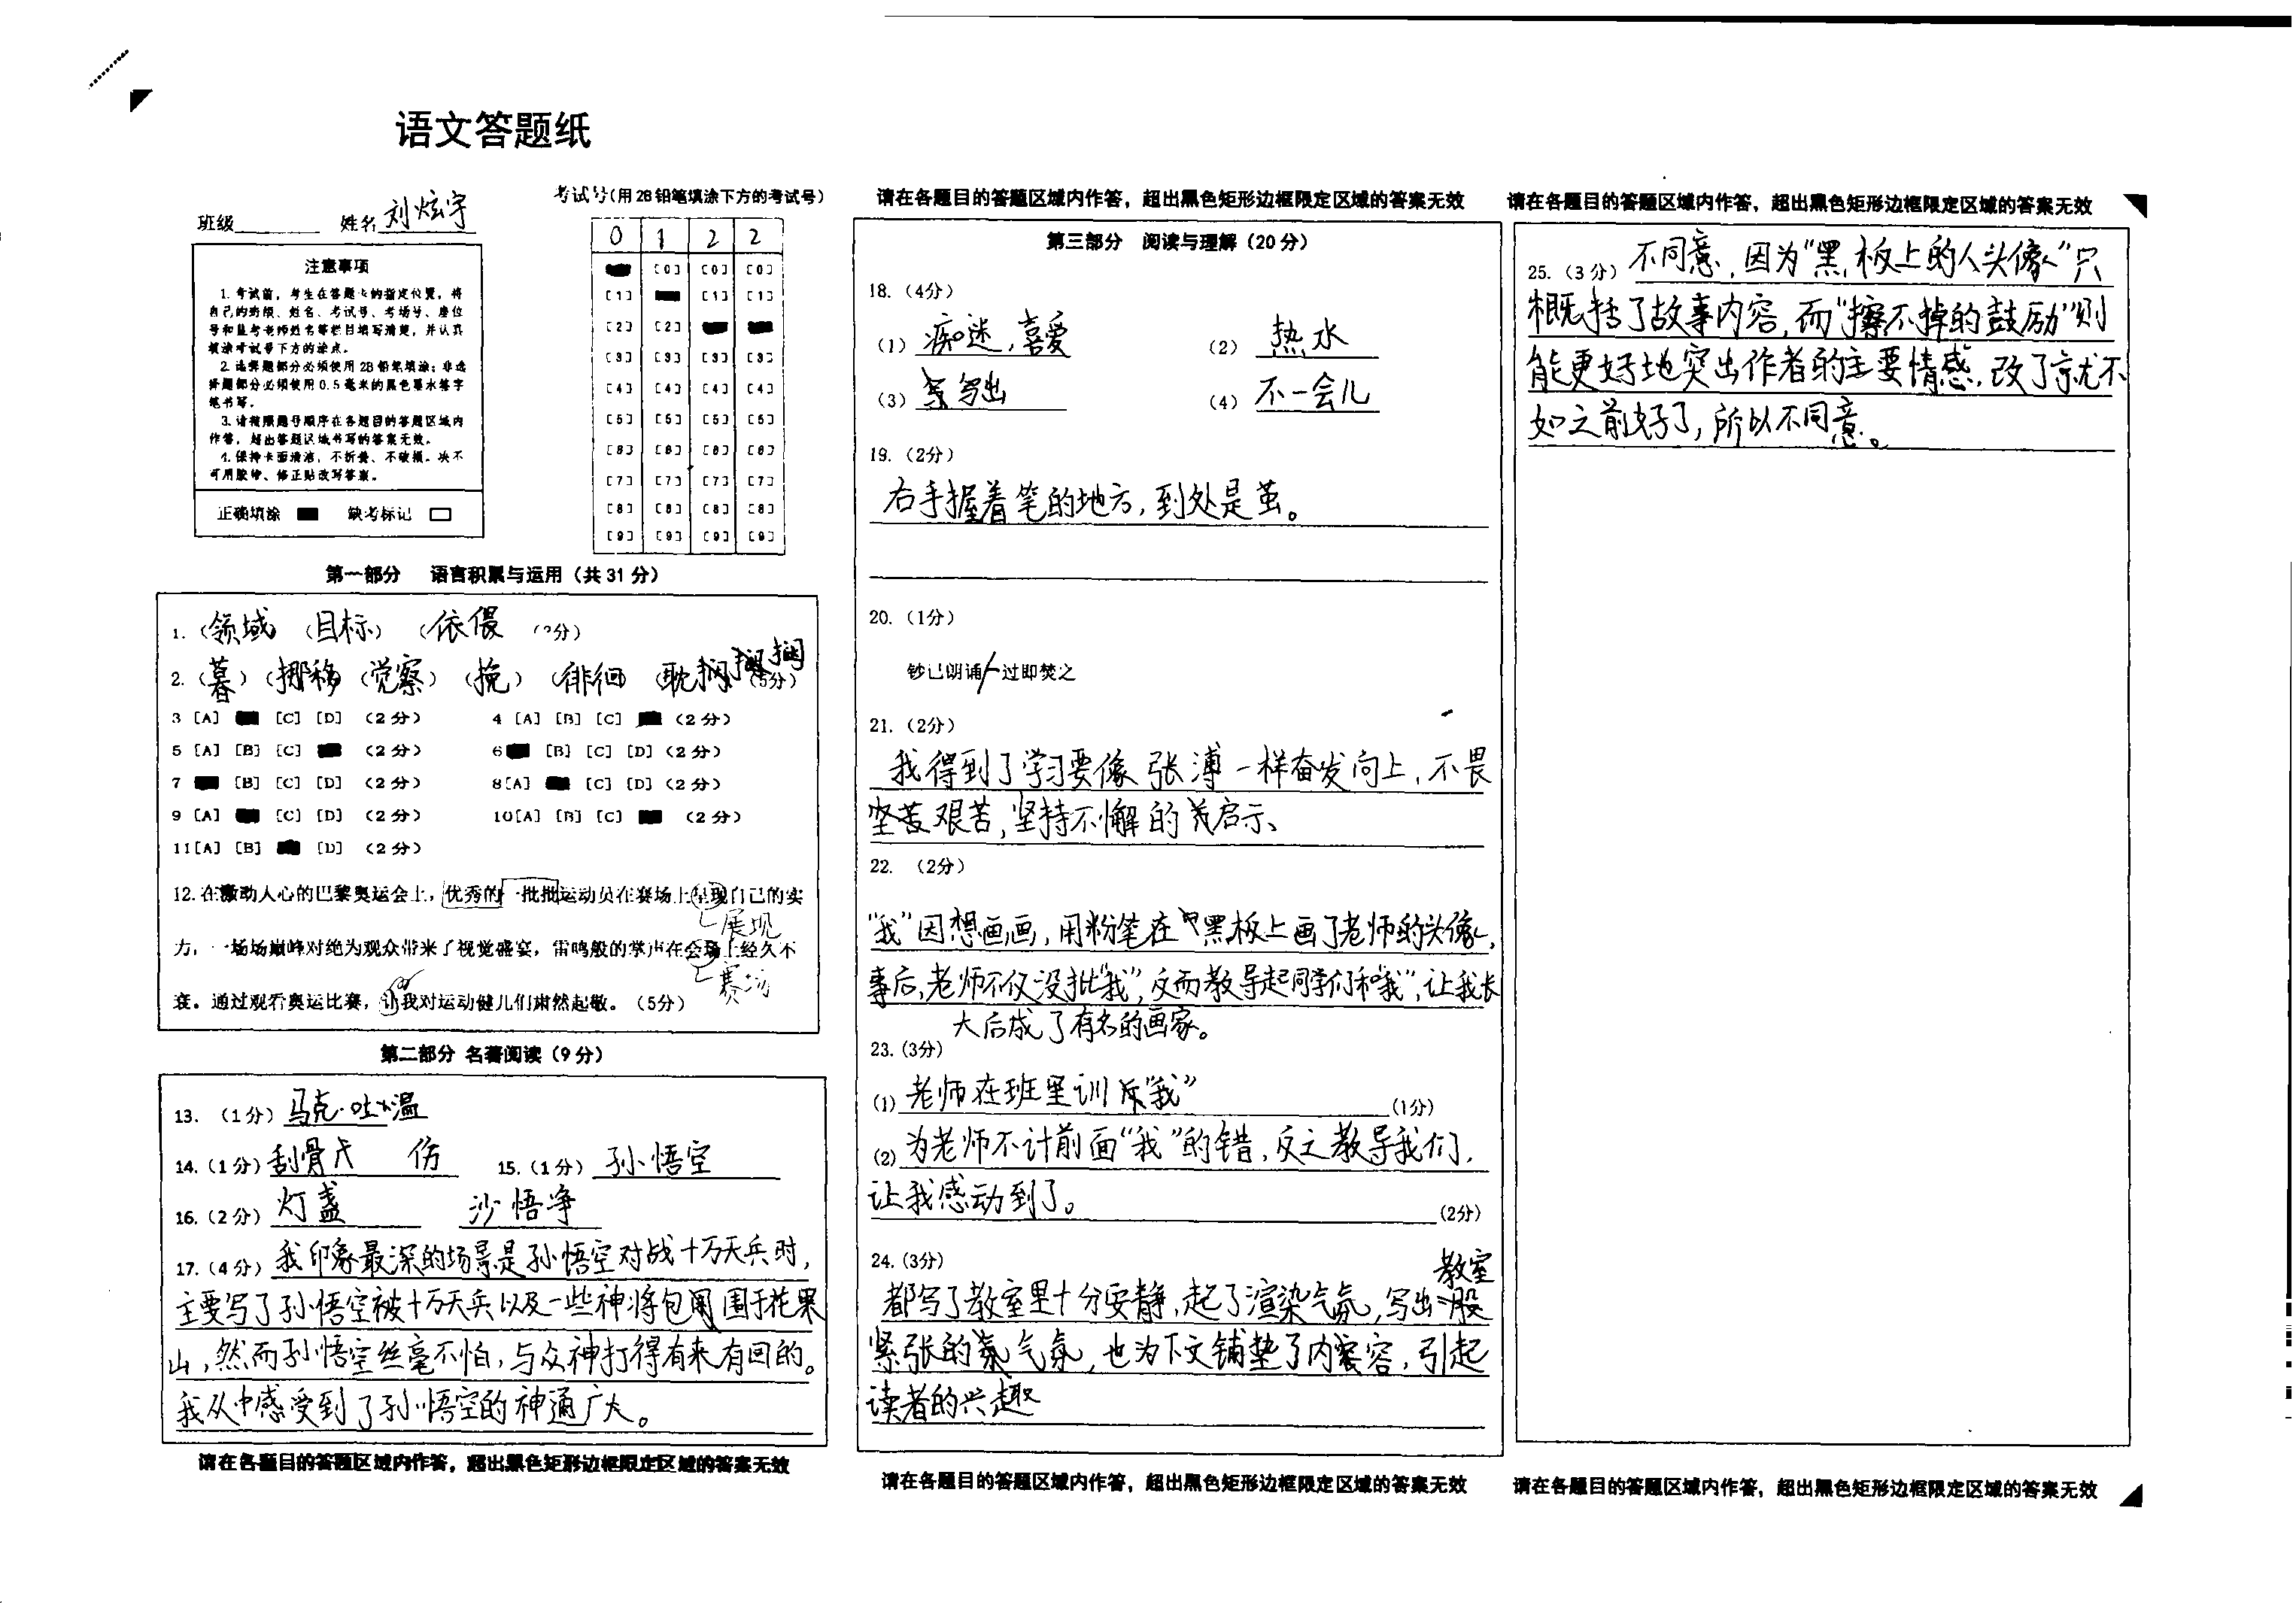 语文答题纸
班级 姓名 刘炫宇
考试号(用2B铅笔填涂下方的考试号)
0 1 2 2
[0] [0] [0]
[1] [1] [1]
[2] [2]
[3] [3] [3] [3]
[4] [4] [4] [4]
[5] [5] [5] [5]
[6] [6] [6] [6]
[7] [7] [7] [7]
[8] [8] [8] [8]
[9] [9] [9] [9]
注意事项
1.考试前，考生在答题卡的指定位置，将
自己的班级、姓名、考试号、考场号、座位
号和监考老师姓名等栏目填写清楚，并认真
填涂考试号下方的涂点。
2.选择题部分必须使用2B铅笔填涂；非选
择题部分必须使用0.5毫米的黑色墨水签字
笔书写。
3.请按照题号顺序在各题目的答题区域内
作答，超出答题区域书写的答案无效。
4.保持卡面清洁，不折叠、不破损。决不
可用胶带、修正贴改写答案。
正确填涂 缺考标记
第一部分 语言积累与运用（共31分）
1.（领域）（目标）（依偎）
2.（暮）（挪移）（觉察）（挽）（徘徊）（耽搁）（5分）
3 [A] [C] [D]（2分） 4 [A] [B] [C]（2分）
5 [A] [B] [C]（2分） 6 [B] [C] [D]（2分）
7 [B] [C] [D]（2分） 8[A] [C] [D]（2分）
9 [A] [C] [D]（2分） 10[A] [B] [C]（2分）
11[A] [B] [D]（2分）
12.在激动人心的巴黎奥运会上，优秀的一批批运动员在赛场上呈现自己的实
展现
力，一场场巅峰对绝为观众带来了视觉盛宴，雷鸣般的掌声在会场上经久不
赛场
衰。通过观看奥运比赛，让我对运动健儿们肃然起敬。（5分）
第二部分 名著阅读（9分）
13.（1分）马克·吐温
14.（1分）刮骨 伤 15.（1分）孙悟空
16.（2分）灯盏 沙悟净
17.（4分）我印象最深的场景是孙悟空对战十万天兵时，
主要写了孙悟空被十万天兵以及一些神将包围于花果
山，然而孙悟空丝毫不怕，与众神打得有来有回的。
我从中感受到了孙悟空的神通广大。
请在各题目的答题区域内作答，超出黑色矩形边框限定区域的答案无效
请在各题目的答题区域内作答，超出黑色矩形边框限定区域的答案无效
第三部分 阅读与理解（20分）
18.（4分）
(1) 痴迷，喜爱 (2) 热水
(3) 写出 (4) 不一会儿
19.（2分）
右手握着笔的地方，到处是茧。
20.（1分）
钞已朗诵/一过即焚之
21.（2分）
我得到了学习要像张溥一样奋发向上，不畏
艰苦，坚持不懈的启示、
22.（2分）
“我”因想画画，用粉笔在黑板上画了老师的头像，
事后，老师不仅没批“我”，反而教导起同学们和“我”，让我长
大后成了有名的画家。
23.(3分)
(1) 老师在班里训斥“我” (1分)
(2) 为老师不计前面“我”的错，反之教导我们，
让我感动到了。 (2分)
24.(3分)
教室
都写了教室里十分安静，起了渲染气氛，写出一股
紧张的气氛，也为下文铺垫了内容，引起
读者的兴趣
请在各题目的答题区域内作答，超出黑色矩形边框限定区域的答案无效
请在各题目的答题区域内作答，超出黑色矩形边框限定区域的答案无效
25.（3分）不同意，因为“黑板上的人头像”只
概括了故事内容，而“擦不掉的鼓励”则
能更好地突出作者的主要情感，改了就不
如之前好了，所以不同意。
请在各题目的答题区域内作答，超出黑色矩形边框限定区域的答案无效